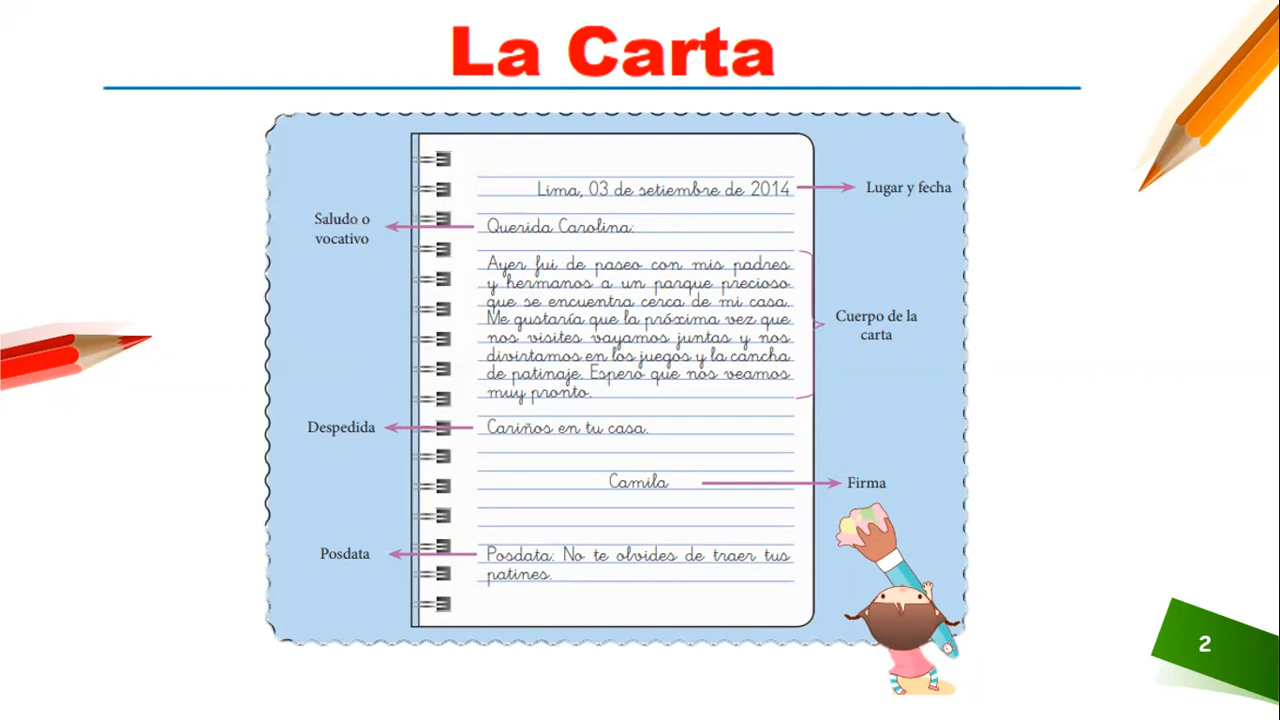 La Carta
Lima, 03 de setiembre de 2014
Lugar y fecha
Saludo o
vocativo
Querida Carolina:
Ayer fui de paseo con mis padres
y hermanos a un parque precioso
que se encuentra cerca de mi casa.
Me gustaría que la próxima vez que
nos visites vayamos juntas y nos
divirtamos en los juegos y la cancha
de patinaje. Espero que nos veamos
muy pronto.
Cuerpo de la
carta
Despedida
Cariños en tu casa.
Camila
Firma
Posdata
Posdata: No te olvides de traer tus
patines.
2